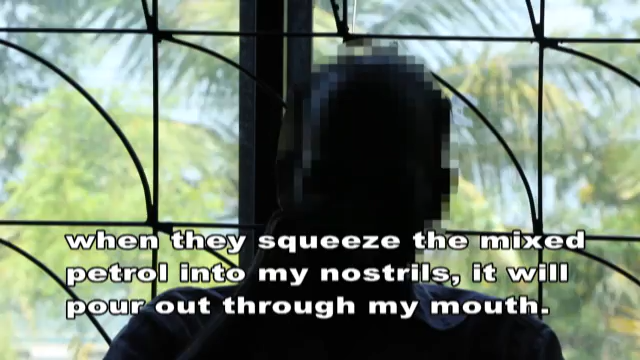 when they squeeze the mixed
petrol into my nostrils, it will
pour out through my mouth.